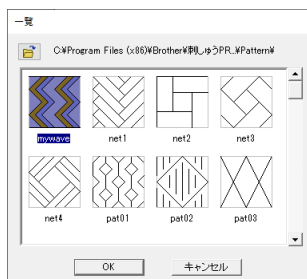 一覧
C:¥Program Files (x86)¥Brother¥刺しゅうPR..¥Pattern¥
mywave net1 net2 net3
net4 pat01 pat02 pat03
OK キャンセル